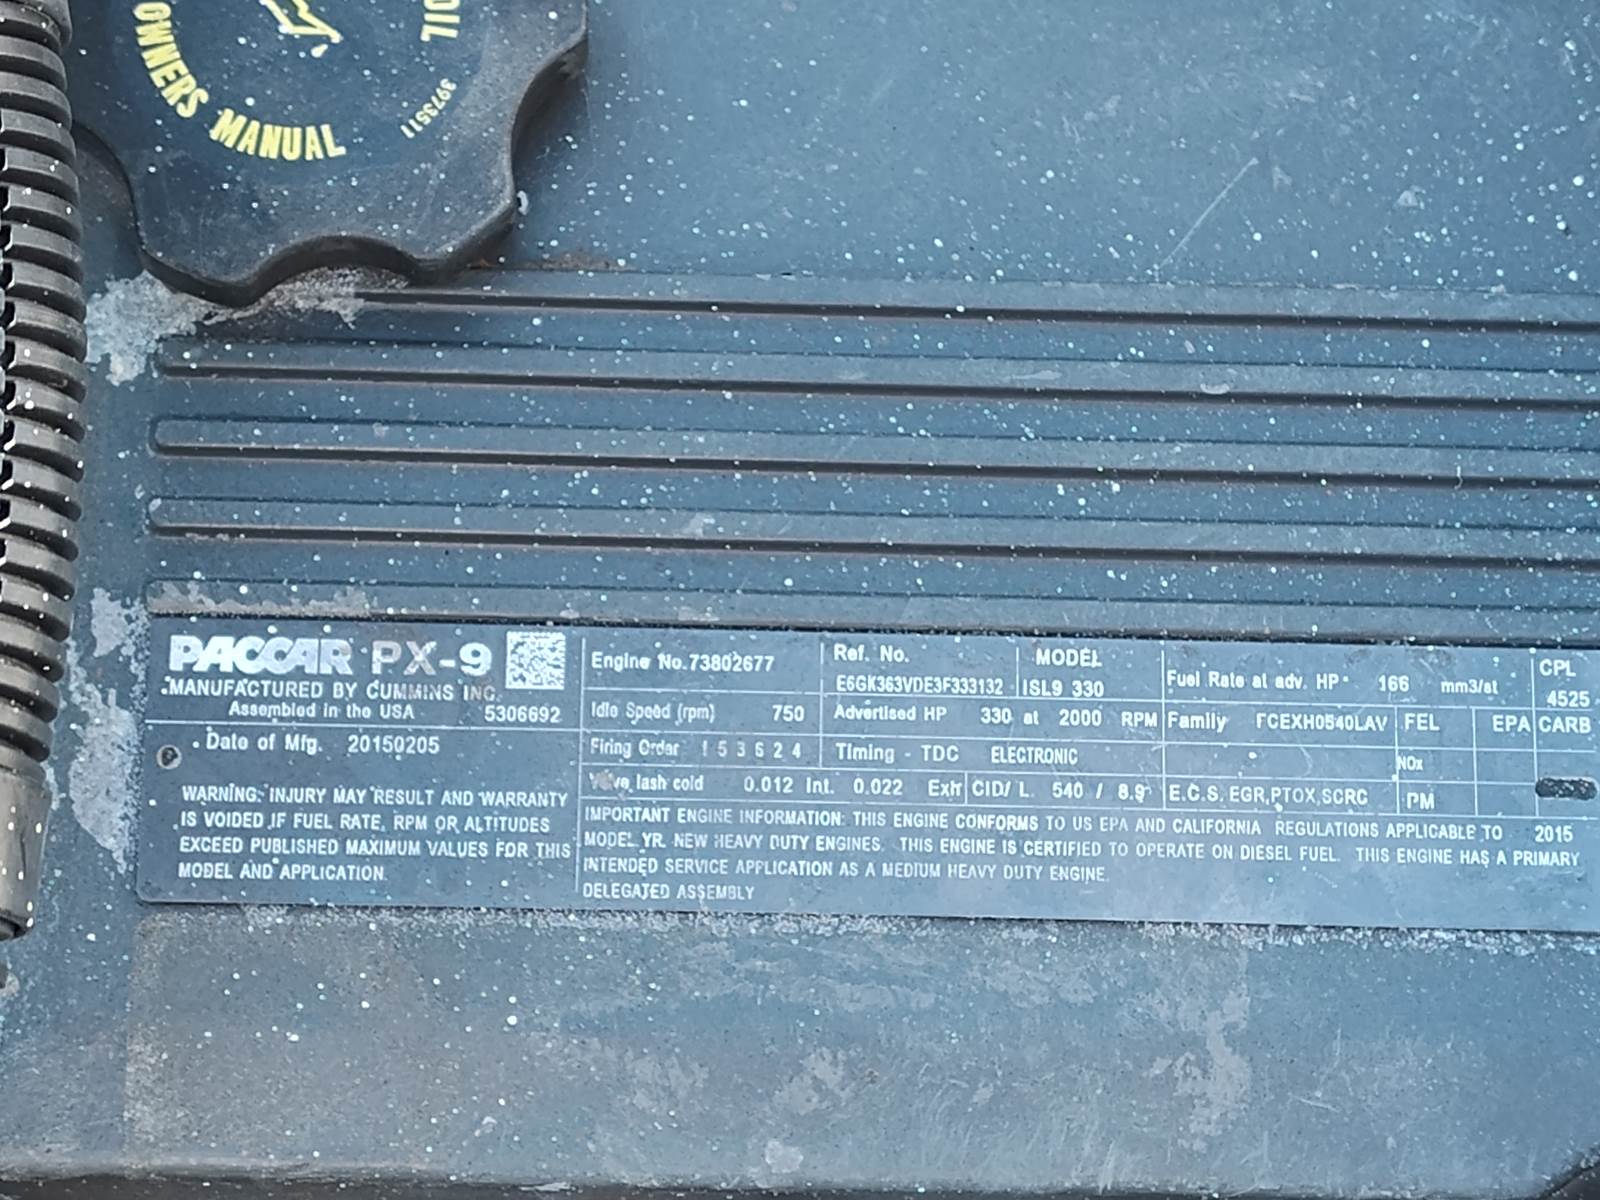 OIL
OWNERS MANUAL
3973511
PACCAR PX-9
MANUFACTURED BY CUMMINS INC.
Assembled in the USA 5306692
Date of Mfg. 20150205
WARNING: INJURY MAY RESULT AND WARRANTY
IS VOIDED IF FUEL RATE, RPM OR ALTITUDES
EXCEED PUBLISHED MAXIMUM VALUES FOR THIS
MODEL AND APPLICATION.
Engine No.73802677
Idle Speed (rpm) 750
Firing Order 1 5 3 6 2 4
lash cold 0.012 Int. 0.022 Exh
Ref. No.
E6GK363VDE3F333132
MODEL
ISL9 330
Advertised HP 330 at 2000 RPM
Timing - TDC ELECTRONIC
CID/ L 540 / 8.9
Fuel Rate at adv. HP 166 mm3/st
Family FCEXH0540LAV
E.C.S. EGR,PTOX,SCRC
CPL
4525
FEL EPA CARB
NOx
PM
IMPORTANT ENGINE INFORMATION: THIS ENGINE CONFORMS TO US EPA AND CALIFORNIA REGULATIONS APPLICABLE TO 2015
MODEL YR. NEW HEAVY DUTY ENGINES. THIS ENGINE IS CERTIFIED TO OPERATE ON DIESEL FUEL. THIS ENGINE HAS A PRIMARY
INTENDED SERVICE APPLICATION AS A MEDIUM HEAVY DUTY ENGINE.
DELEGATED ASSEMBLY